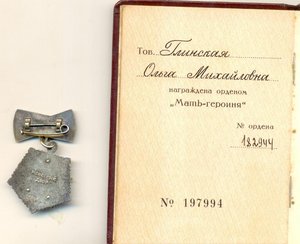 Тов. Глинская
Ольга Михайловна
награждена орденом
„Мать-героиня“
№ ордена
182944
№ 197994